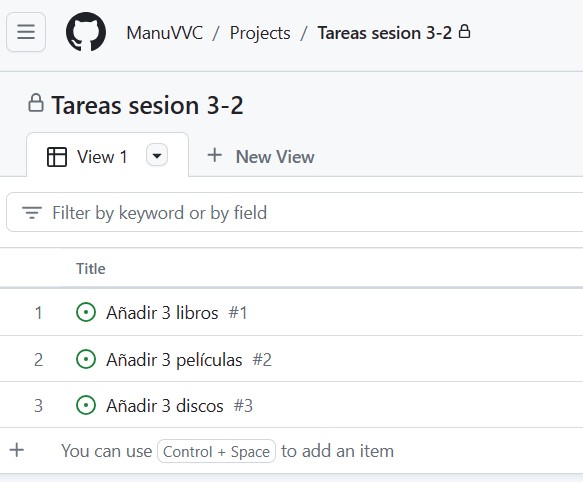 ManuVVC / Projects / Tareas sesion 3-2
Tareas sesion 3-2
View 1 New View
Filter by keyword or by field
Title
1 Añadir 3 libros #1
2 Añadir 3 películas #2
3 Añadir 3 discos #3
+ You can use Control + Space to add an item